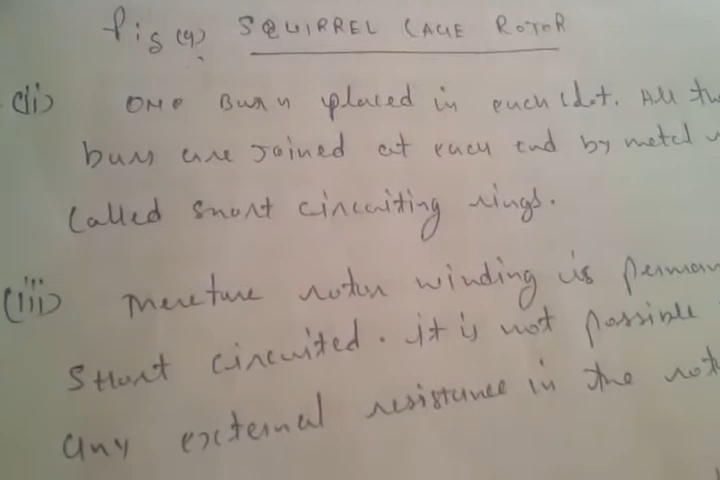 fig (4) SQUIRREL CAGE ROTOR
(ii) one Bar placed in each slot. All the
bars are joined at each end by metal
Called short circuiting rings.
(iii) Therefore rotor winding is perman
Short circuited. it is not possible
any external resistance in the rot